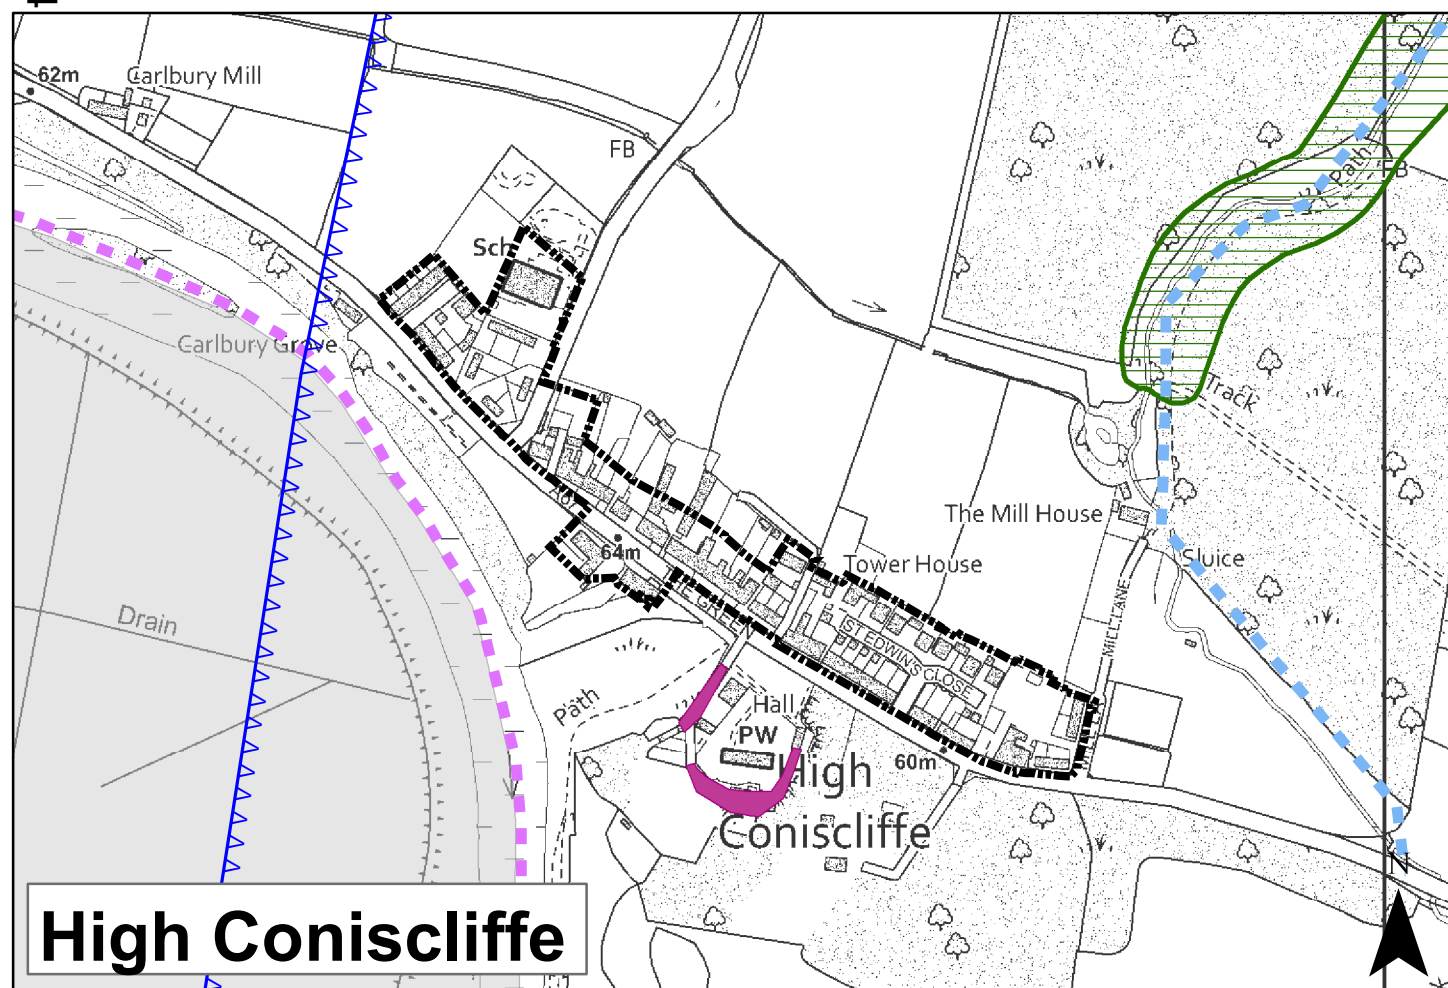 62m
Carlbury Mill
FB
Path
FB
Sch
Carlbury Grove
Track
The Mill House
64m
Tower House
Sluice
MILL LANE
Drain
ST EDWIN'S CLOSE
Path
Hall
PW
60m
High
Coniscliffe
N
High Coniscliffe